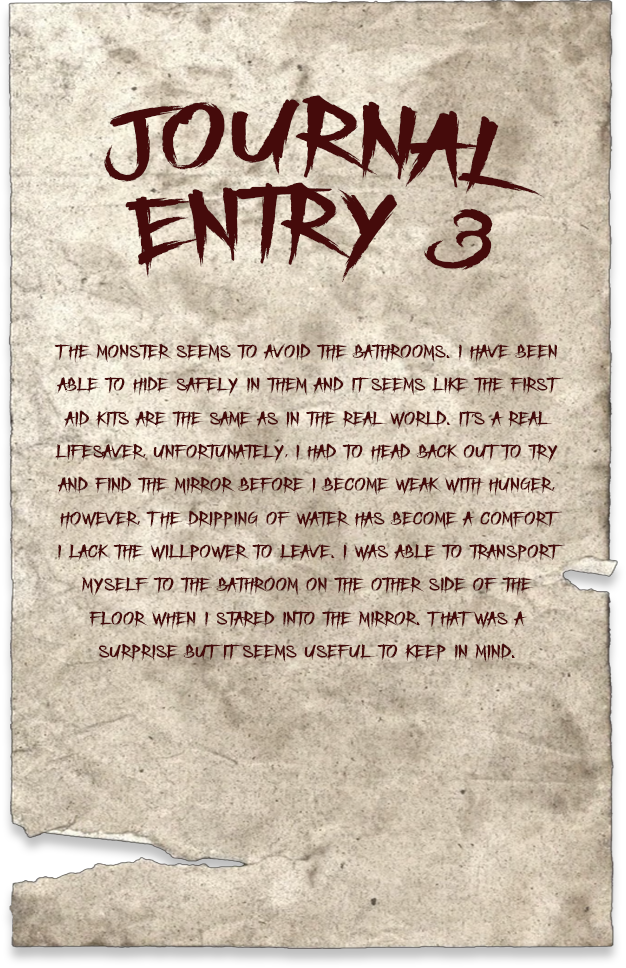 JOURNAL
ENTRY 3
THE MONSTER SEEMS TO AVOID THE BATHROOMS. I HAVE BEEN
ABLE TO HIDE SAFELY IN THEM AND IT SEEMS LIKE THE FIRST
AID KITS ARE THE SAME AS IN THE REAL WORLD. IT'S A REAL
LIFESAVER, UNFORTUNATELY, I HAD TO HEAD BACK OUT TO TRY
AND FIND THE MIRROR BEFORE I BECOME WEAK WITH HUNGER,
HOWEVER, THE DRIPPING OF WATER HAS BECOME A COMFORT
I LACK THE WILLPOWER TO LEAVE. I WAS ABLE TO TRANSPORT
MYSELF TO THE BATHROOM ON THE OTHER SIDE OF THE
FLOOR WHEN I STARED INTO THE MIRROR. THAT WAS A
SURPRISE BUT IT SEEMS USEFUL TO KEEP IN MIND.